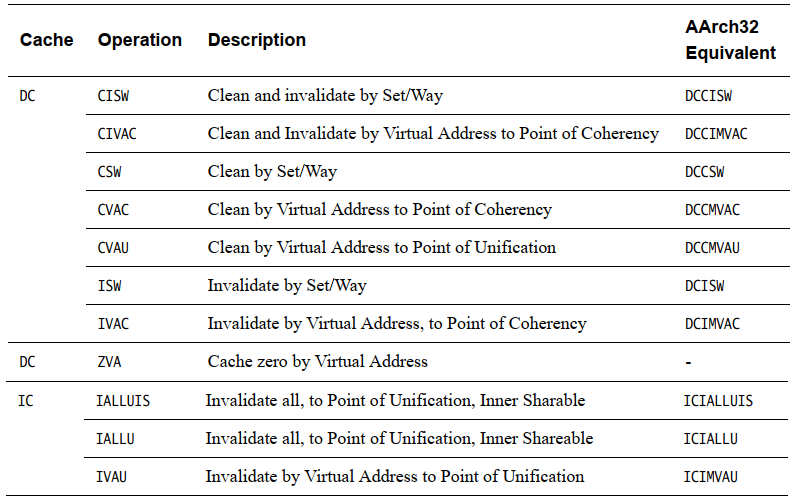 Cache Operation Description AArch32 Equivalent
DC CISW Clean and invalidate by Set/Way DCCISW
CIVAC Clean and Invalidate by Virtual Address to Point of Coherency DCCIMVAC
CSW Clean by Set/Way DCCSW
CVAC Clean by Virtual Address to Point of Coherency DCCMVAC
CVAU Clean by Virtual Address to Point of Unification DCCMVAU
ISW Invalidate by Set/Way DCISW
IVAC Invalidate by Virtual Address, to Point of Coherency DCIMVAC
DC ZVA Cache zero by Virtual Address -
IC IALLUIS Invalidate all, to Point of Unification, Inner Sharable ICIALLUIS
IALLU Invalidate all, to Point of Unification, Inner Shareable ICIALLU
IVAU Invalidate by Virtual Address to Point of Unification ICIMVAU